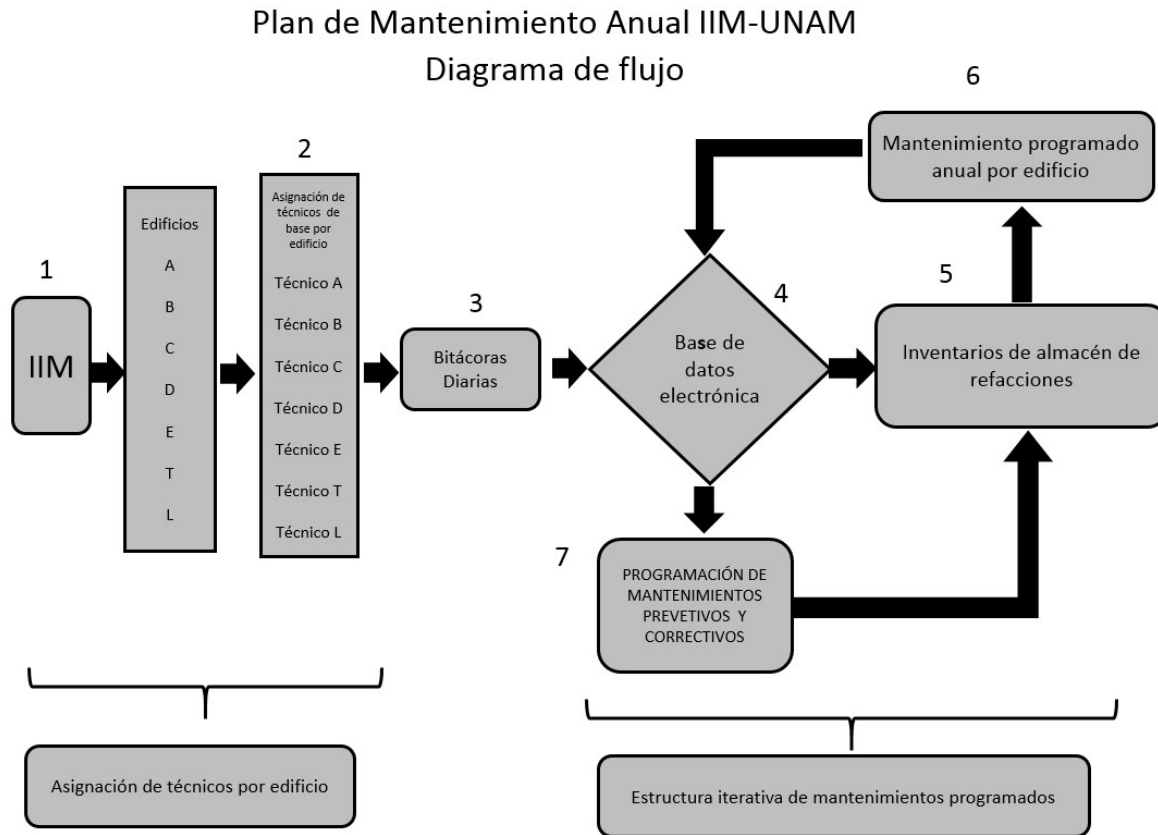 Plan de Mantenimiento Anual IIM-UNAM
Diagrama de flujo
1
IIM
Edificios
A
B
C
D
E
T
L
2
Asignación de
técnicos de
base por
edificio
Técnico A
Técnico B
Técnico C
Técnico D
Técnico E
Técnico T
Técnico L
3
Bitácoras
Diarias
4
Base de
datos
electrónica
5
Inventarios de almacén de
refacciones
6
Mantenimiento programado
anual por edificio
7
PROGRAMACIÓN DE
MANTENIMIENTOS
PREVETIVOS Y
CORRECTIVOS
Asignación de técnicos por edificio
Estructura iterativa de mantenimientos programados